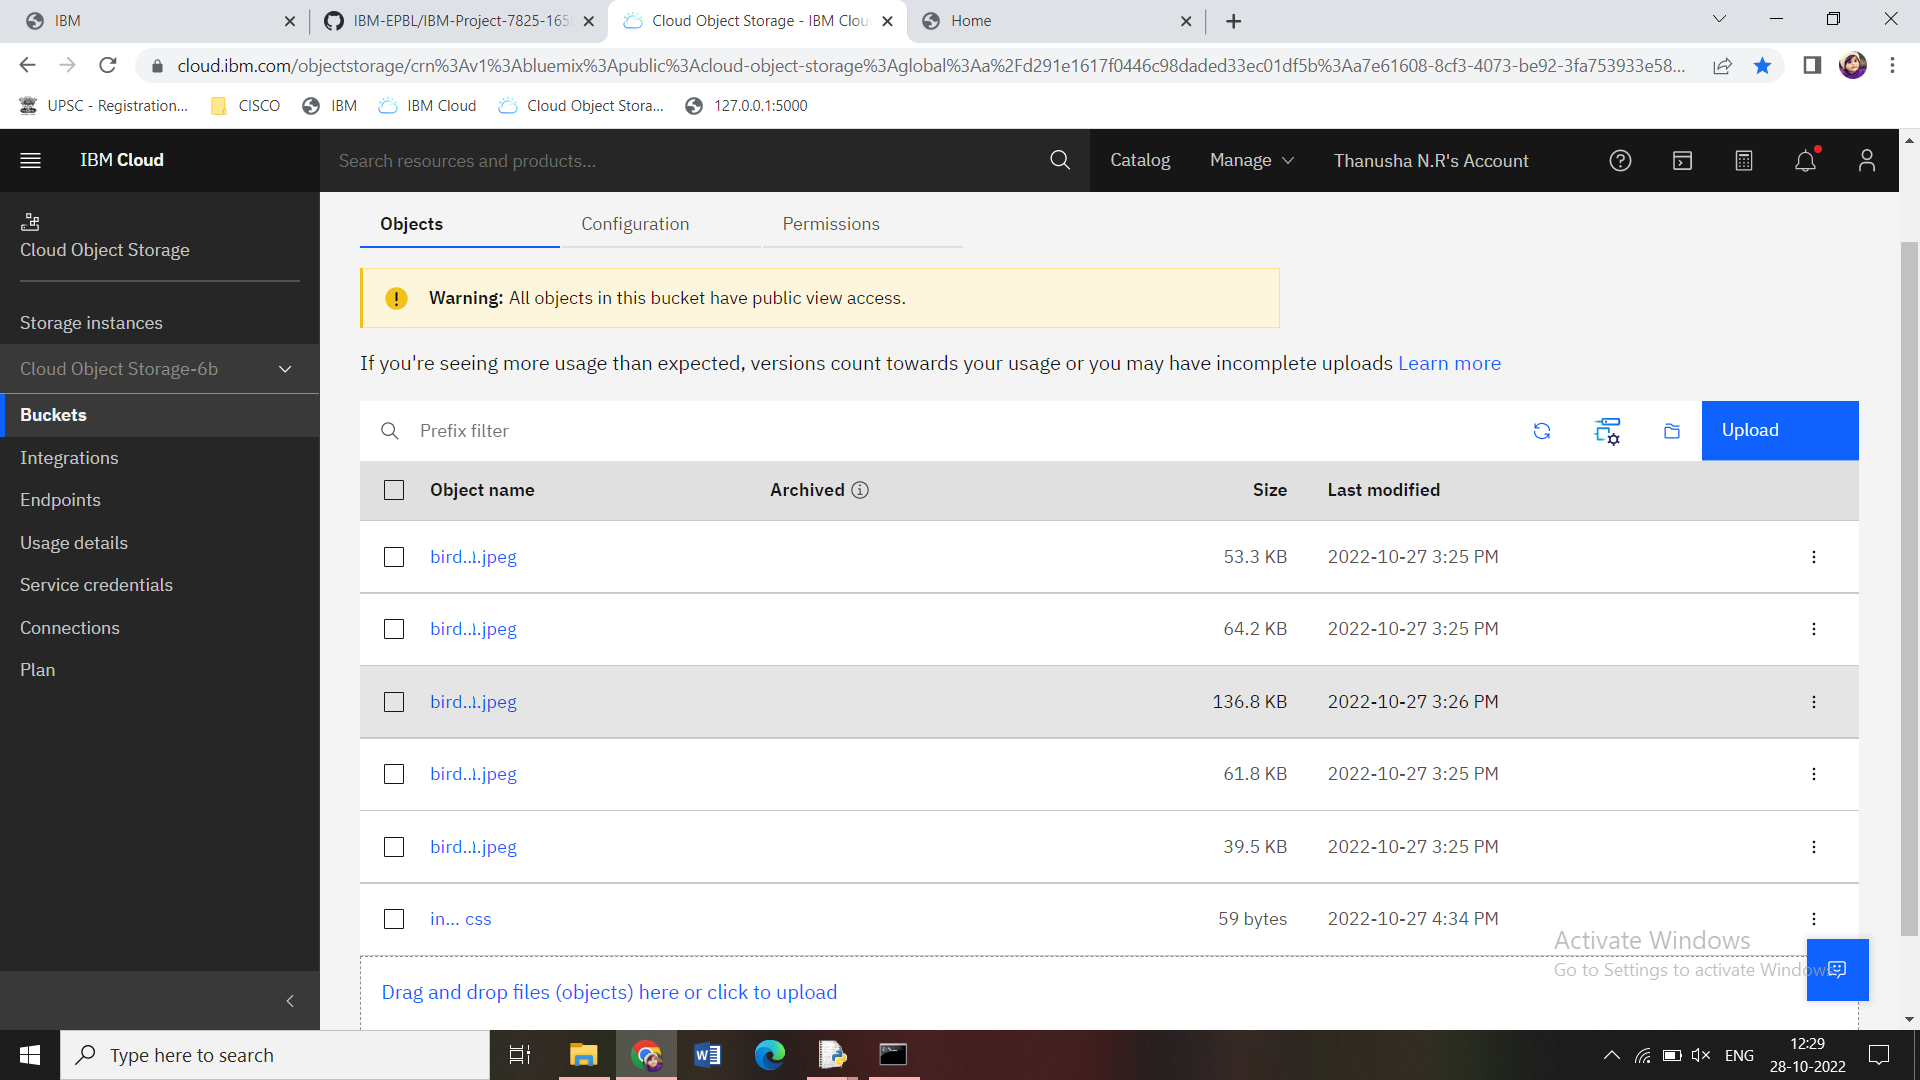 IBM
IBM-EPBL/IBM-Project-7825-165
Cloud Object Storage - IBM Clou
Home
cloud.ibm.com/objectstorage/crn%3Av1%3Abluemix%3Apublic%3Acloud-object-storage%3Aglobal%3Aa%2Fd291e1617f0446c98daded33ec01df5b%3Aa7e61608-8cf3-4073-be92-3fa753933e58...
UPSC - Registration...
CISCO
IBM
IBM Cloud
Cloud Object Stora...
127.0.0.1:5000
IBM Cloud
Search resources and products...
Catalog
Manage
Thanusha N.R's Account
Cloud Object Storage
Storage instances
Cloud Object Storage-6b
Buckets
Integrations
Endpoints
Usage details
Service credentials
Connections
Plan
Objects
Configuration
Permissions
Warning: All objects in this bucket have public view access.
If you're seeing more usage than expected, versions count towards your usage or you may have incomplete uploads Learn more
Prefix filter
Upload
Object name Archived Size Last modified
bird...jpeg 53.3 KB 2022-10-27 3:25 PM
bird...jpeg 64.2 KB 2022-10-27 3:25 PM
bird...jpeg 136.8 KB 2022-10-27 3:26 PM
bird...jpeg 61.8 KB 2022-10-27 3:25 PM
bird...jpeg 39.5 KB 2022-10-27 3:25 PM
in... css 59 bytes 2022-10-27 4:34 PM
Drag and drop files (objects) here or click to upload
Activate Windows
Go to Settings to activate Windows
Type here to search
ENG
12:29
28-10-2022